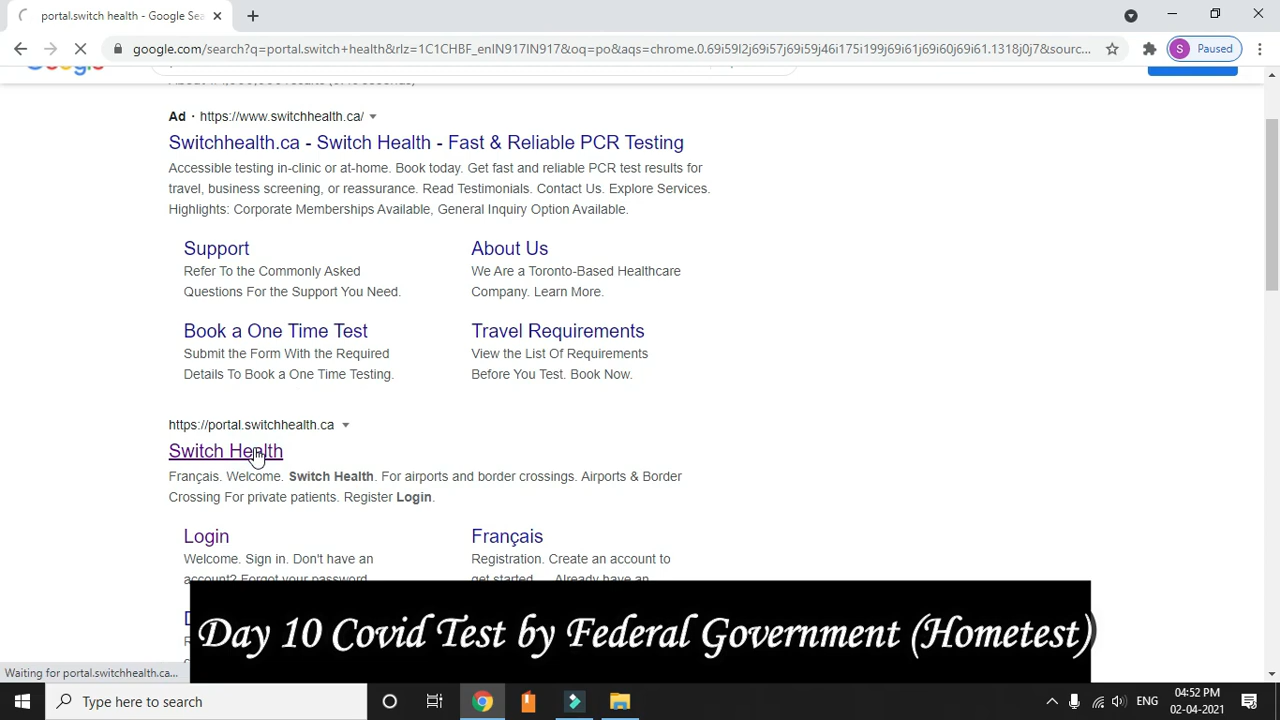 portal.switch health - Google Sea
google.com/search?q=portal.switch+health&rlz=1C1CHBF_enIN917IN917&oq=po&aqs=chrome.0.69i59l2j69i57j69i59j46i175i199j69i61j69i60j69i61.1318j0j7&sourc...
S Paused
Ad · https://www.switchhealth.ca/
Switchhealth.ca - Switch Health - Fast & Reliable PCR Testing
Accessible testing in-clinic or at-home. Book today. Get fast and reliable PCR test results for
travel, business screening, or reassurance. Read Testimonials. Contact Us. Explore Services.
Highlights: Corporate Memberships Available, General Inquiry Option Available.
Support
Refer To the Commonly Asked
Questions For the Support You Need.
About Us
We Are a Toronto-Based Healthcare
Company. Learn More.
Book a One Time Test
Submit the Form With the Required
Details To Book a One Time Testing.
Travel Requirements
View the List Of Requirements
Before You Test. Book Now.
https://portal.switchhealth.ca
Switch Health
Français. Welcome. Switch Health. For airports and border crossings. Airports & Border
Crossing For private patients. Register Login.
Login
Welcome. Sign in. Don't have an
account? Forgot your password
Français
Registration. Create an account to
get started ... Already have an
Day 10 Covid Test by Federal Government (Hometest)
Waiting for portal.switchhealth.ca...
Type here to search
ENG
04:52 PM
02-04-2021